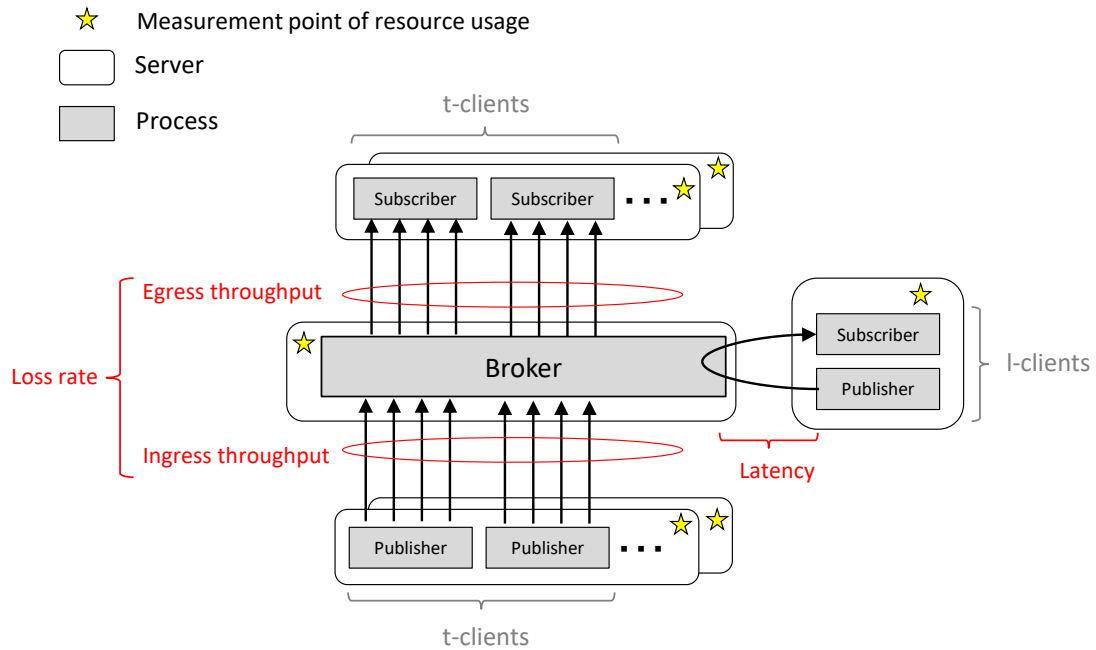 Measurement point of resource usage
Server
Process
t-clients
Subscriber
Subscriber
Egress throughput
Broker
Loss rate
Subscriber
Publisher
l-clients
Ingress throughput
Latency
Publisher
Publisher
t-clients